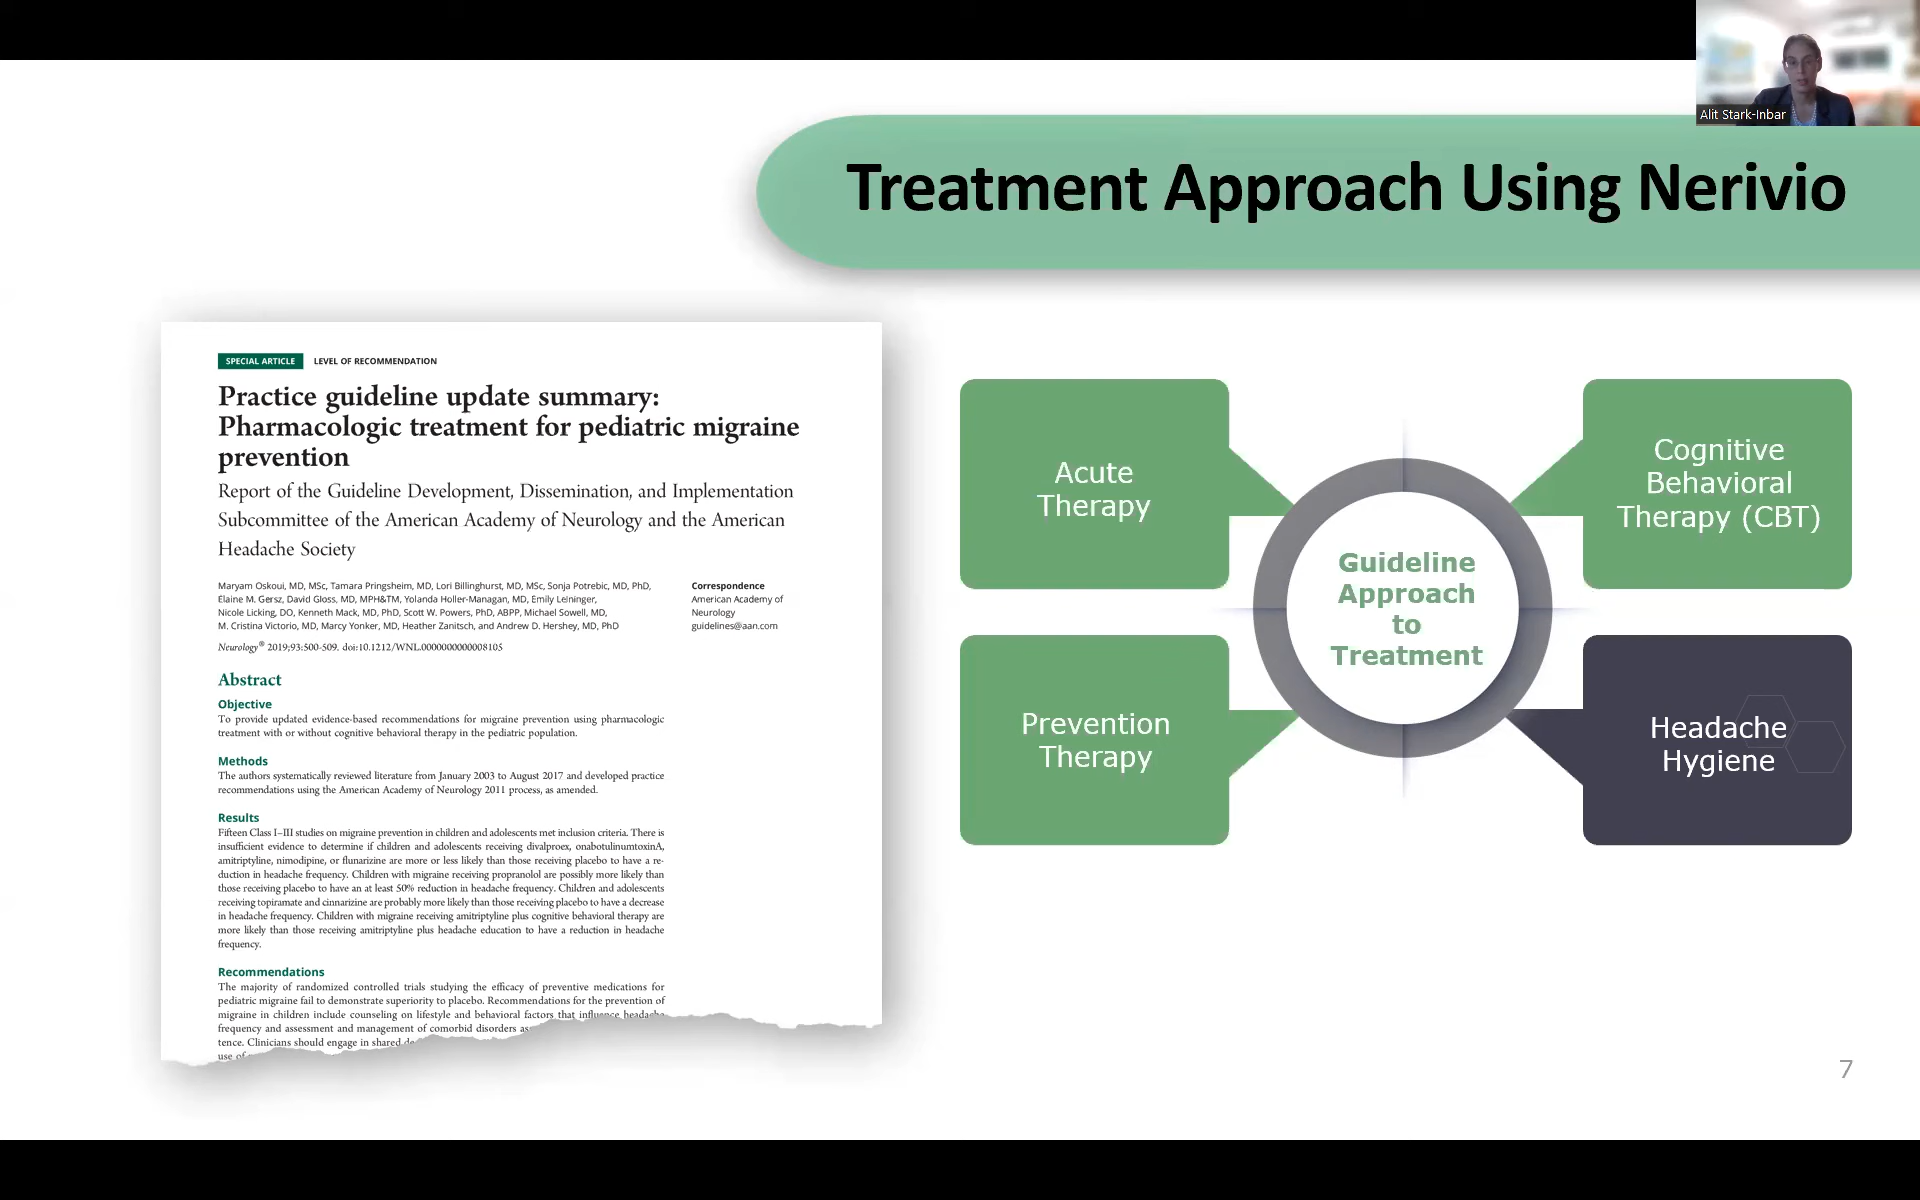 Alit Stark-Inbar
Treatment Approach Using Nerivio
SPECIAL ARTICLE LEVEL OF RECOMMENDATION
Practice guideline update summary:
Pharmacologic treatment for pediatric migraine
prevention
Report of the Guideline Development, Dissemination, and Implementation
Subcommittee of the American Academy of Neurology and the American
Headache Society
Maryam Oskoui, MD, MSc, Tamara Pringsheim, MD, Lori Billinghurst, MD, MSc, Sonja Potrebic, MD, PhD,
Elaine M. Gersz, David Gloss, MD, MPH&TM, Yolanda Holler-Managan, MD, Emily Leininger,
Nicole Licking, DO, Kenneth Mack, MD, PhD, Scott W. Powers, PhD, ABPP, Michael Sowell, MD,
M. Cristina Victorio, MD, Marcy Yonker, MD, Heather Zanitsch, and Andrew D. Hershey, MD, PhD
Correspondence
American Academy of
Neurology
guidelines@aan.com
Neurology® 2019;93:500-509. doi:10.1212/WNL.0000000000008105
Abstract
Objective
To provide updated evidence-based recommendations for migraine prevention using pharmacologic
treatment with or without cognitive behavioral therapy in the pediatric population.
Methods
The authors systematically reviewed literature from January 2003 to August 2017 and developed practice
recommendations using the American Academy of Neurology 2011 process, as amended.
Results
Fifteen Class I–III studies on migraine prevention in children and adolescents met inclusion criteria. There is
insufficient evidence to determine if children and adolescents receiving divalproex, onabotulinumtoxinA,
amitriptyline, nimodipine, or flunarizine are more or less likely than those receiving placebo to have a re-
duction in headache frequency. Children with migraine receiving propranolol are possibly more likely than
those receiving placebo to have an at least 50% reduction in headache frequency. Children and adolescents
receiving topiramate and cinnarizine are probably more likely than those receiving placebo to have a decrease
in headache frequency. Children with migraine receiving amitriptyline plus cognitive behavioral therapy are
more likely than those receiving amitriptyline plus headache education to have a reduction in headache
frequency.
Recommendations
The majority of randomized controlled trials studying the efficacy of preventive medications for
pediatric migraine fail to demonstrate superiority to placebo. Recommendations for the prevention of
migraine in children include counseling on lifestyle and behavioral factors that influence headache
frequency and assessment and management of comorbid disorders as
tence. Clinicians should engage in shared de
use of
Acute
Therapy
Cognitive
Behavioral
Therapy (CBT)
Guideline
Approach
to
Treatment
Prevention
Therapy
Headache
Hygiene
7